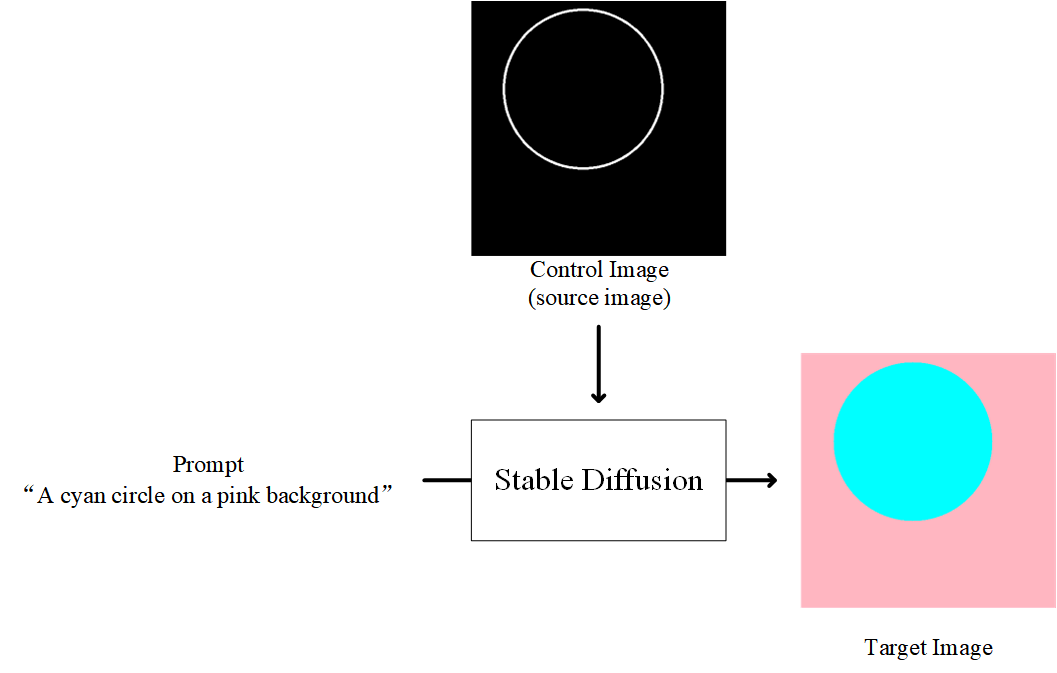 Control Image
(source image)
Prompt
“A cyan circle on a pink background”
Stable Diffusion
Target Image